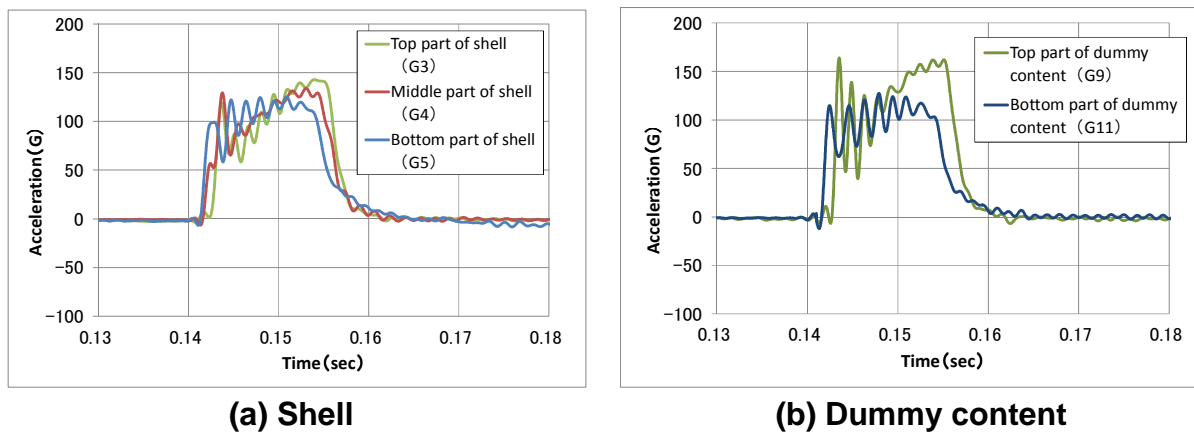 200
150
100
50
0
−50
−100
0.13
0.14
0.15
0.16
0.17
0.18
Acceleration(G)
Time(sec)
Top part of shell
（G3）
Middle part of shell
（G4）
Bottom part of shell
（G5）
(a) Shell
200
150
100
50
0
−50
−100
0.13
0.14
0.15
0.16
0.17
0.18
Acceleration(G)
Time(sec)
Top part of dummy
content（G9）
Bottom part of dummy
content（G11）
(b) Dummy content